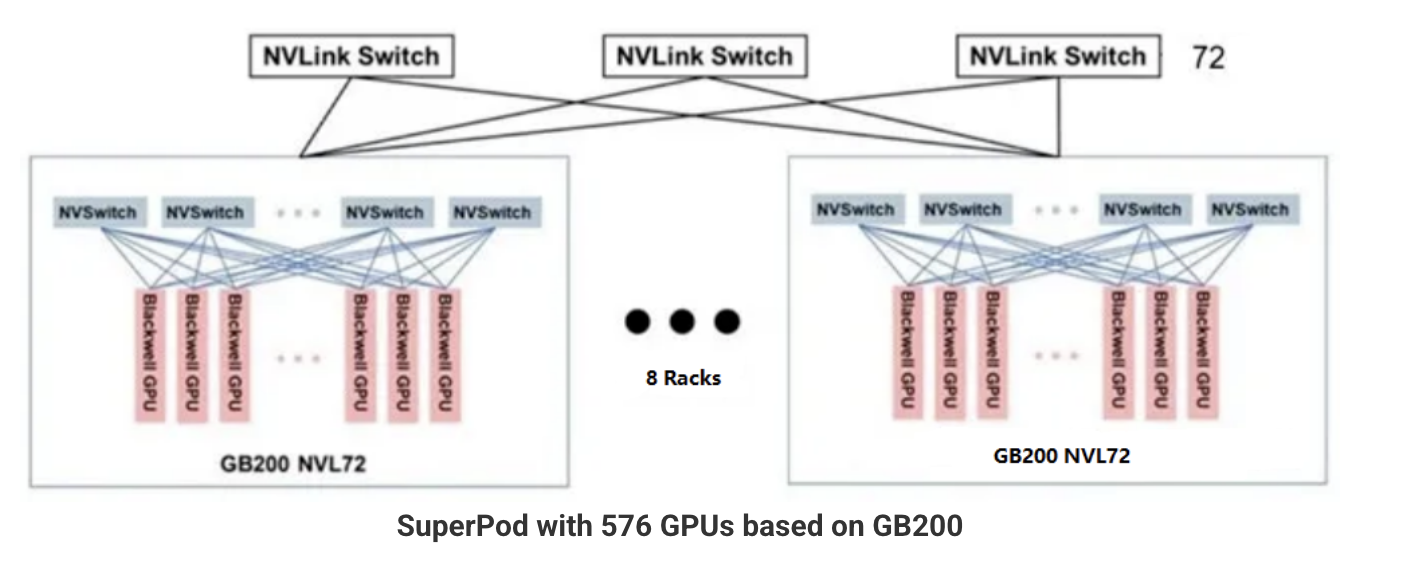 NVLink Switch NVLink Switch NVLink Switch 72
NVSwitch NVSwitch NVSwitch NVSwitch
Blackwell GPU Blackwell GPU Blackwell GPU Blackwell GPU Blackwell GPU Blackwell GPU
GB200 NVL72
8 Racks
NVSwitch NVSwitch NVSwitch NVSwitch
Blackwell GPU Blackwell GPU Blackwell GPU Blackwell GPU Blackwell GPU Blackwell GPU
GB200 NVL72
SuperPod with 576 GPUs based on GB200